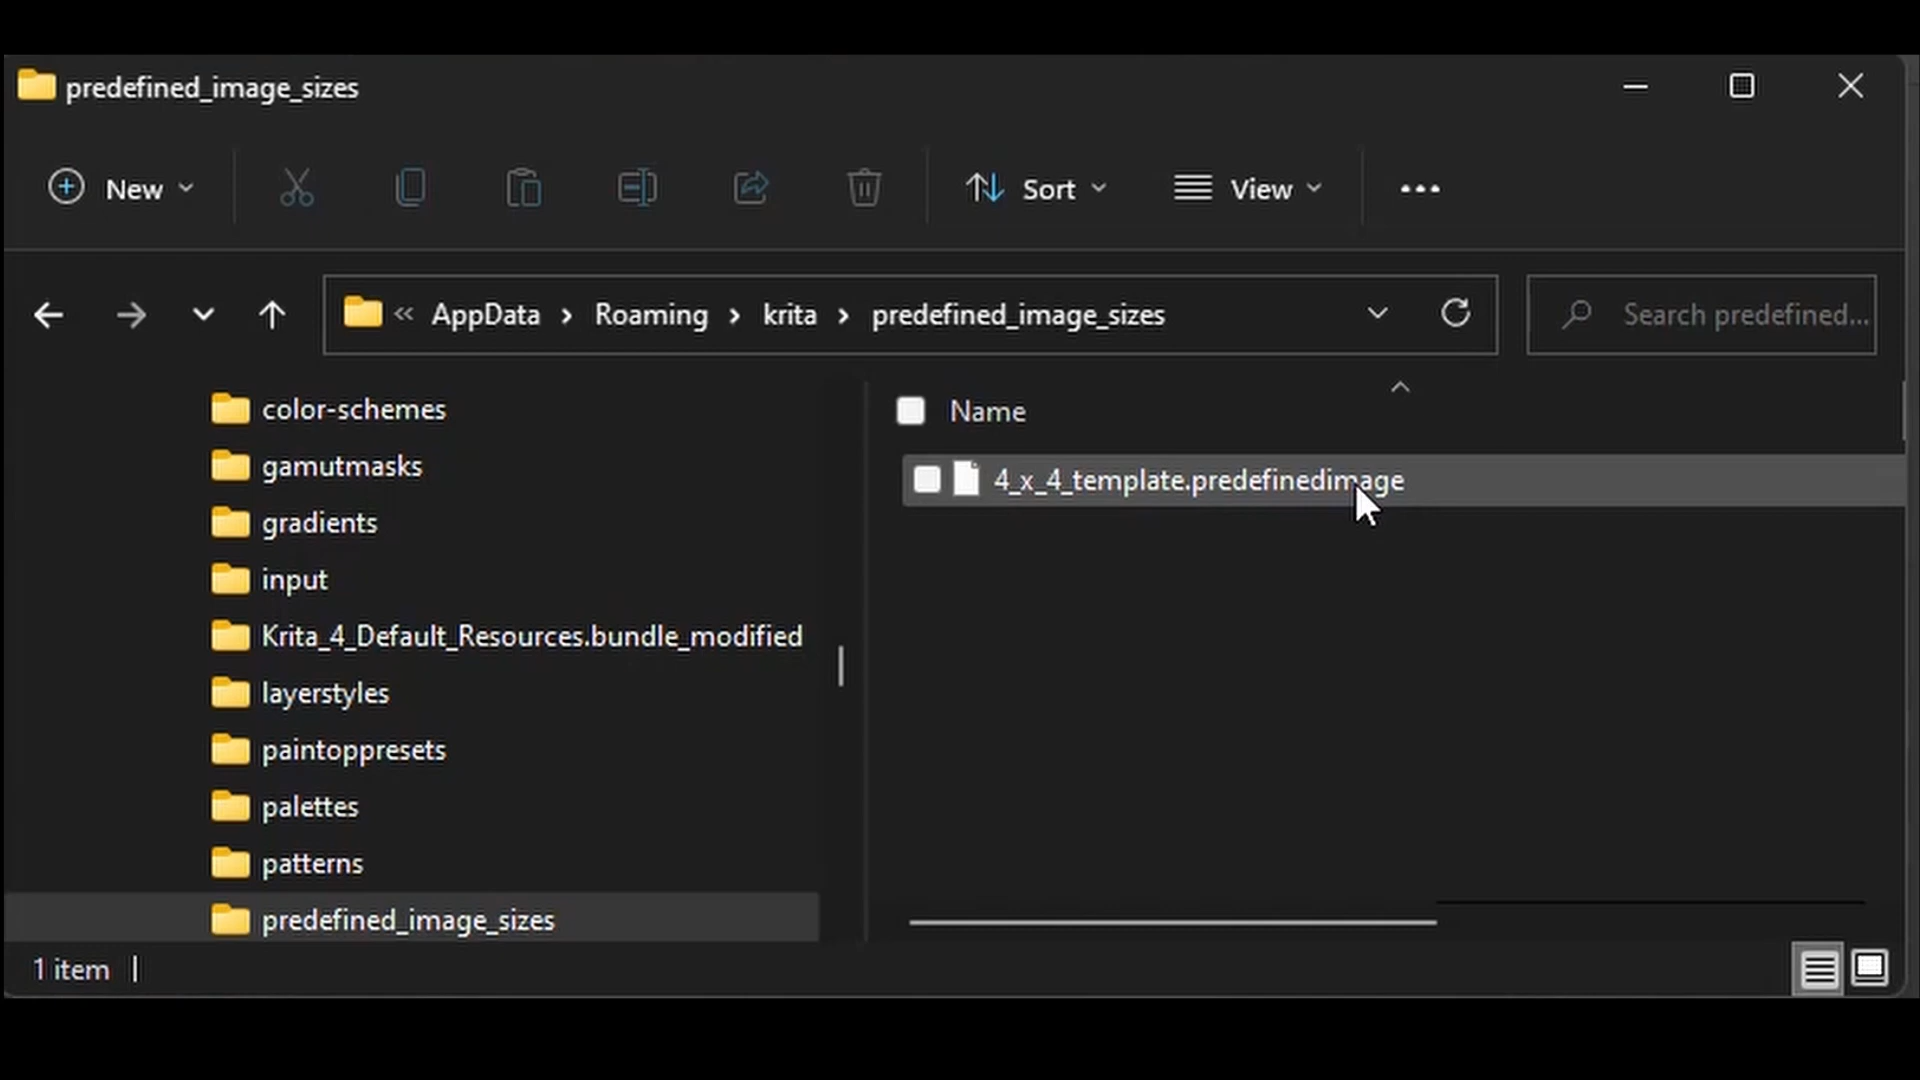 predefined_image_sizes
New
Sort
View
« AppData › Roaming › krita › predefined_image_sizes
Search predefined...
color-schemes
gamutmasks
gradients
input
Krita_4_Default_Resources.bundle_modified
layerstyles
paintoppresets
palettes
patterns
predefined_image_sizes
Name
4_x_4_template.predefinedimage
1 item